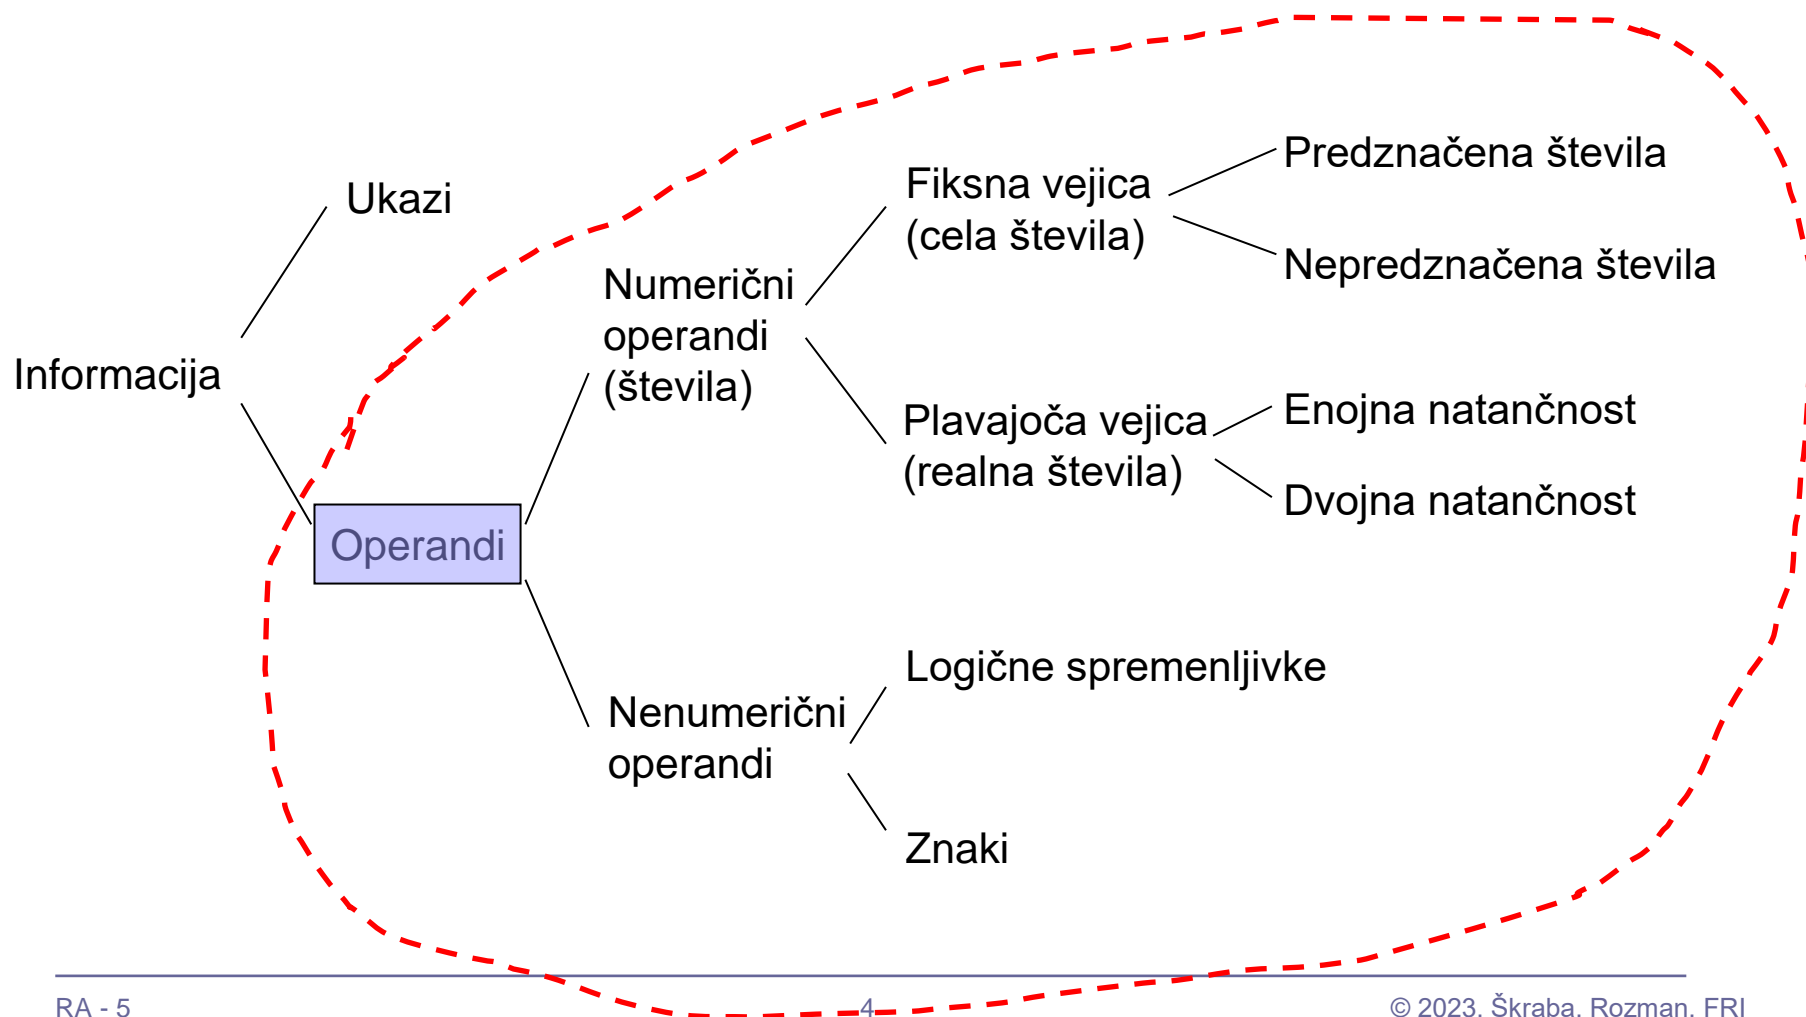 Informacija
Ukazi
Operandi
Numerični
operandi
(števila)
Fiksna vejica
(cela števila)
Predznačena števila
Nepredznačena števila
Plavajoča vejica
(realna števila)
Enojna natančnost
Dvojna natančnost
Nenumerični
operandi
Logične spremenljivke
Znaki
RA - 5
4
© 2023, Škraba, Rozman, FRI